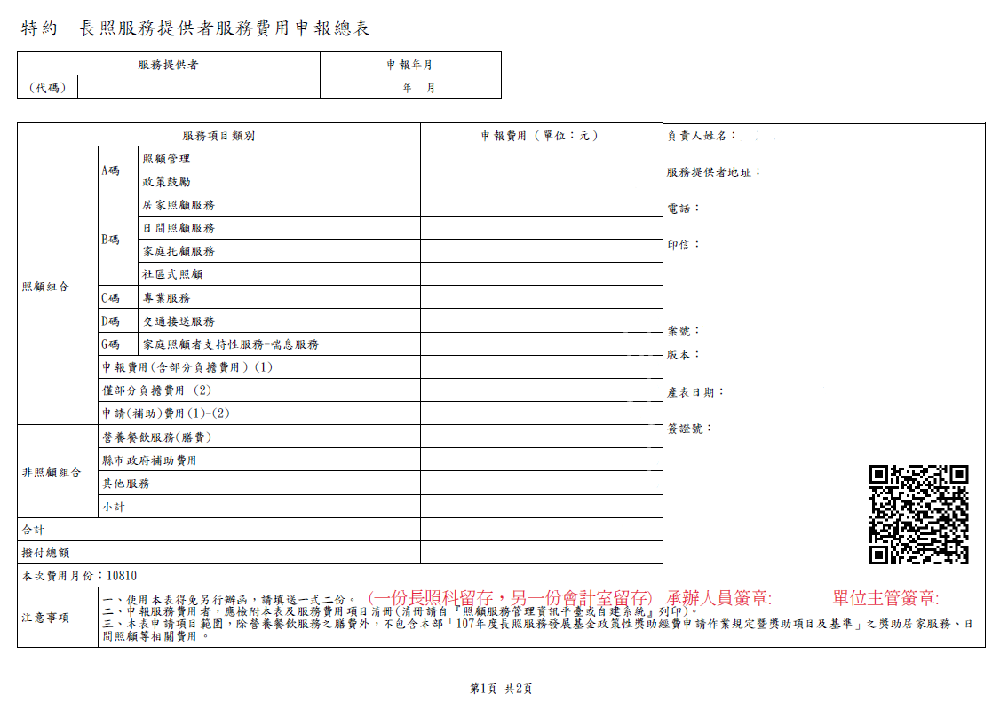 特約 長照服務提供者服務費用申報總表
服務提供者 申報年月
(代碼) 年 月
服務項目類別 申報費用(單位:元)
照顧組合
A碼
照顧管理
政策鼓勵
B碼
居家照顧服務
日間照顧服務
家庭托顧服務
社區式照顧
C碼 專業服務
D碼 交通接送服務
G碼 家庭照顧者支持性服務-喘息服務
申報費用(含部分負擔費用)(1)
僅部分負擔費用 (2)
申請(補助)費用(1)-(2)
非照顧組合
營養餐飲服務(膳費)
縣市政府補助費用
其他服務
小計
合計
撥付總額
本次費用月份:10810
負責人姓名:
服務提供者地址:
電話:
印信:
案號:
版本:
產表日期:
簽證號:
注意事項
一、使用本表得免另行辦函,請填送一式二份。 (一份長照科留存,另一份會計室留存) 承辦人員簽章: 單位主管簽章:
二、申報服務費用者,應檢附本表及服務費用項目清冊(清冊請自『照顧服務管理資訊平臺或自建系統』列印)。
三、本表申請項目範圍,除營養餐飲服務之膳費外,不包含本部「107年度長照服務發展基金政策性獎助經費申請作業規定暨獎助項目及基準」之獎助居家服務、日
間照顧等相關費用。
第1頁 共2頁